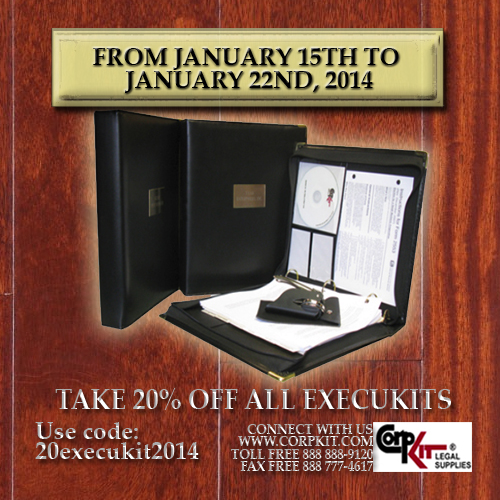 FROM JANUARY 15TH TO
JANUARY 22ND, 2014
TAKE 20% OFF ALL EXECUKITS
Use code:
20execukit2014
CONNECT WITH US
WWW.CORPKIT.COM
TOLL FREE 888 888-9120
FAX FREE 888 777-4617
CorpKit ®
LEGAL
SUPPLIES